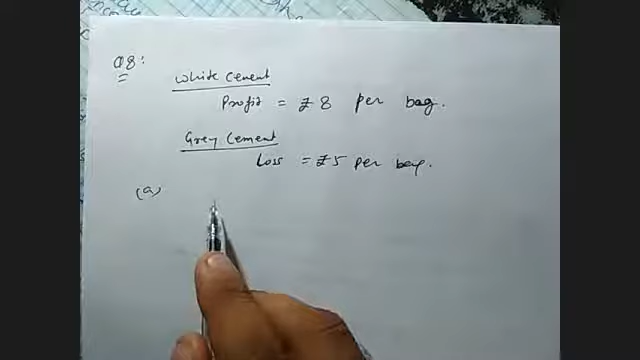 Q8:
White Cement
Profit = ₹ 8 per bag.
Grey Cement
Loss = ₹ 5 per bag.
(a)